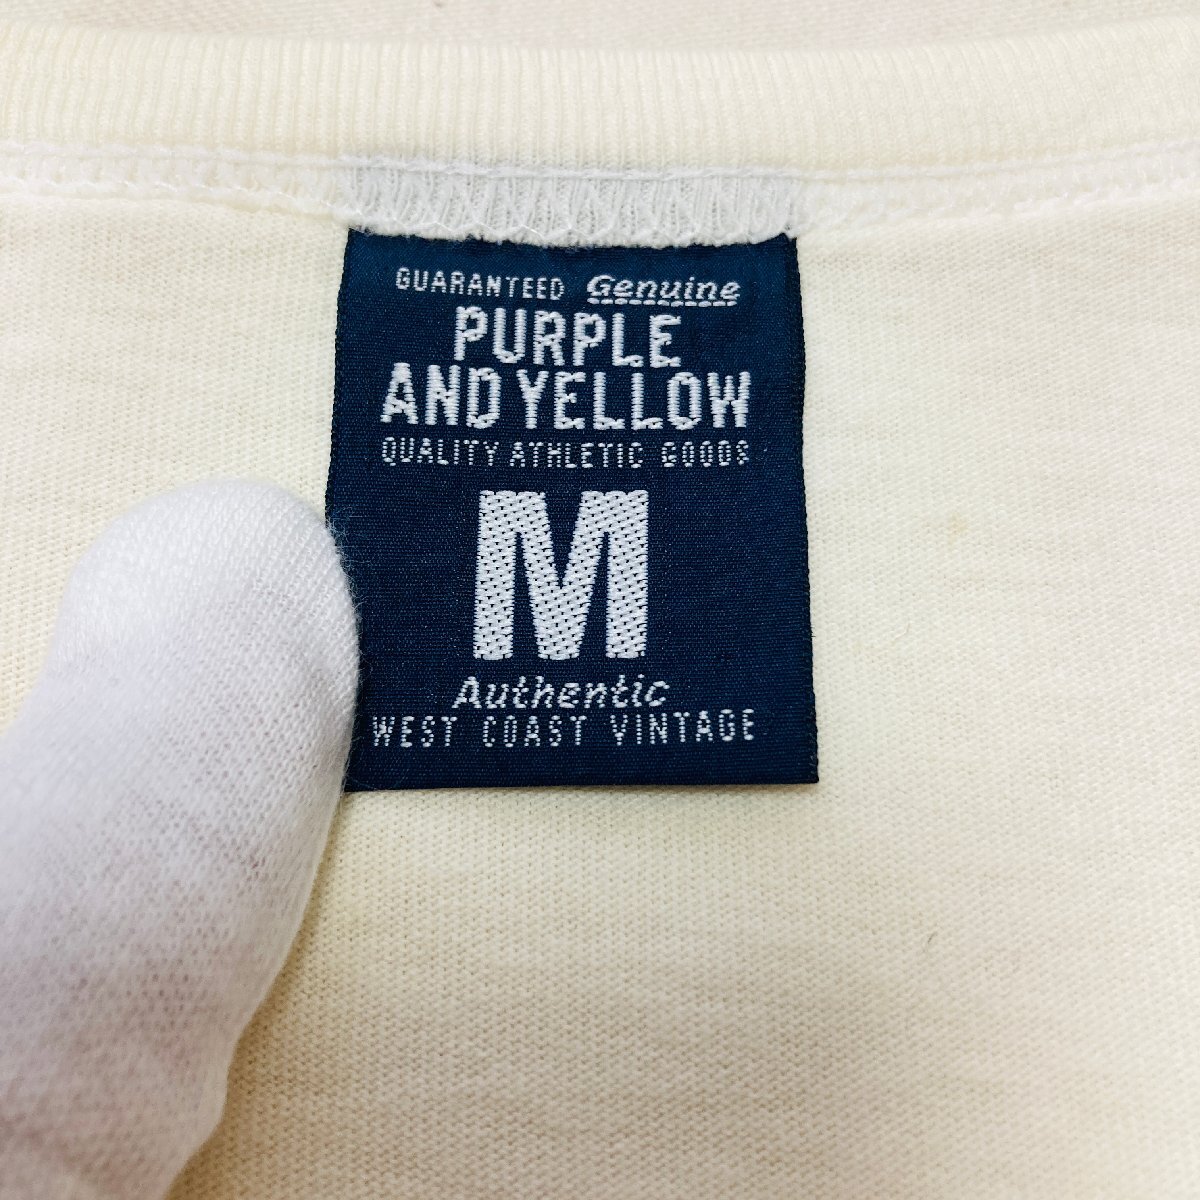 GUARANTEED Genuine
PURPLE
AND YELLOW
QUALITY ATHLETIC GOODS
M
Authentic
WEST COAST VINTAGE